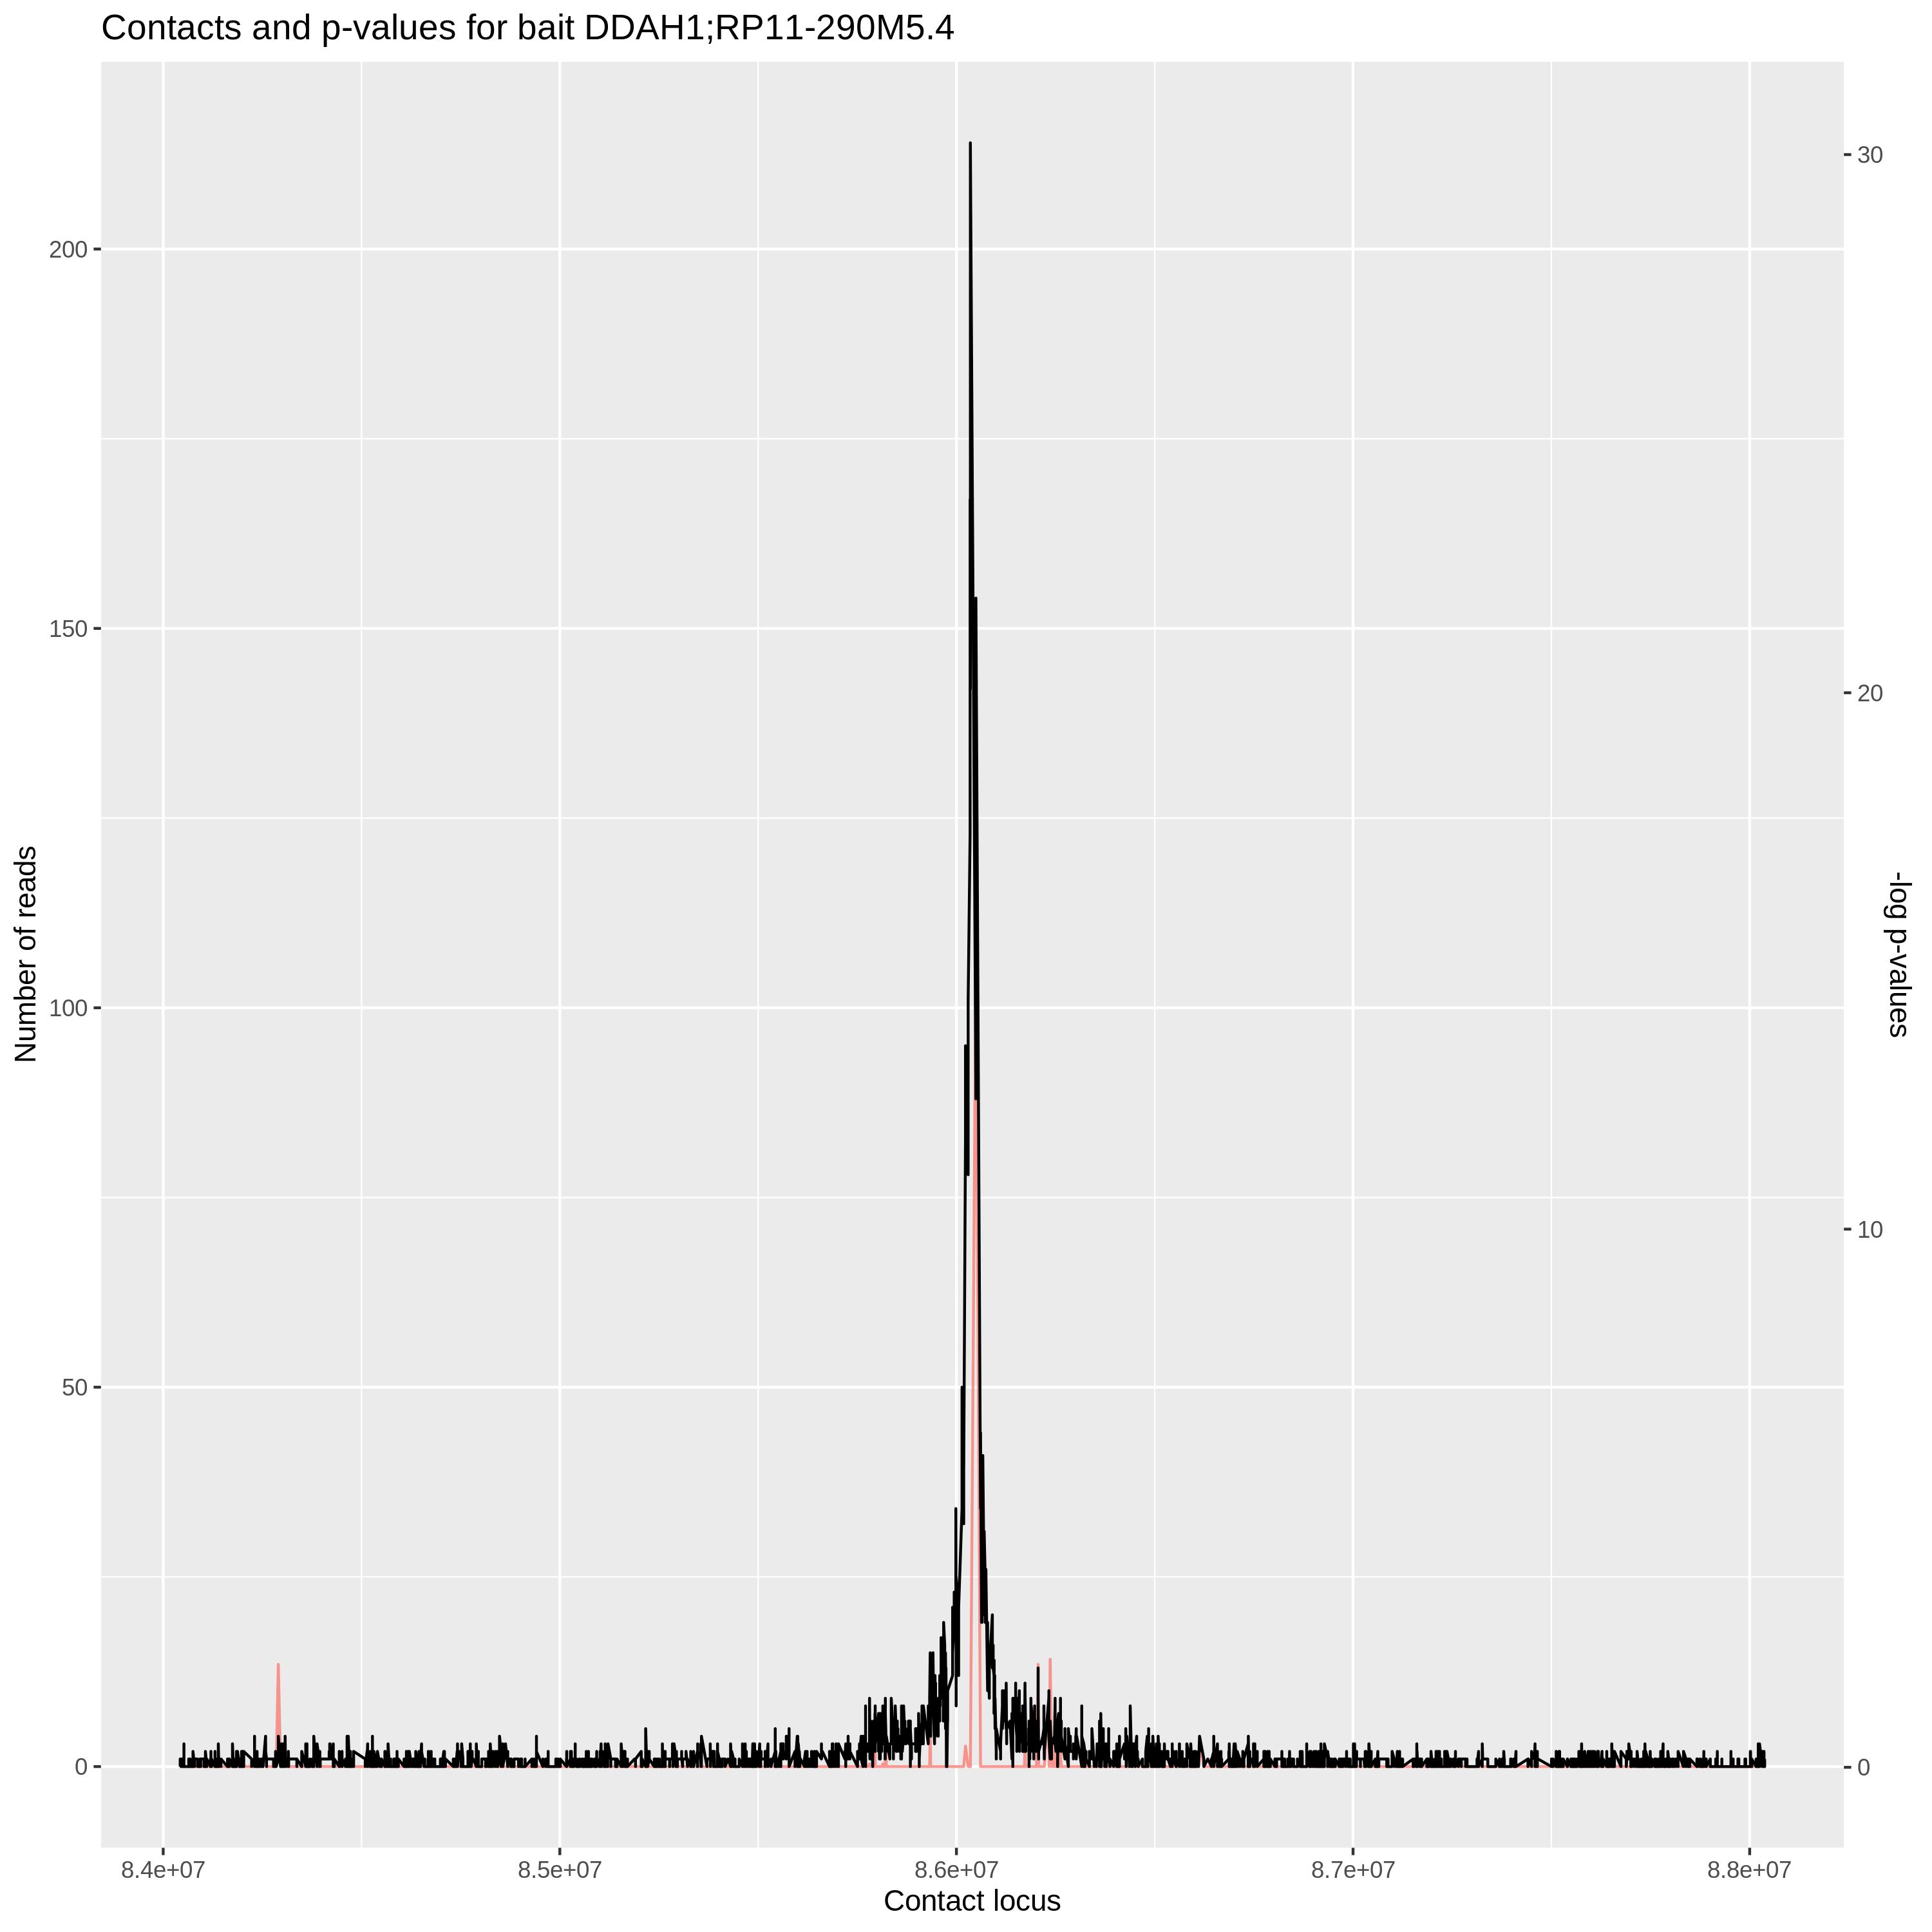 Contacts and p-values for bait DDAH1;RP11-290M5.4
200
150
100
50
0
30
20
10
0
Number of reads
-log p-values
8.4e+07 8.5e+07 8.6e+07 8.7e+07 8.8e+07
Contact locus